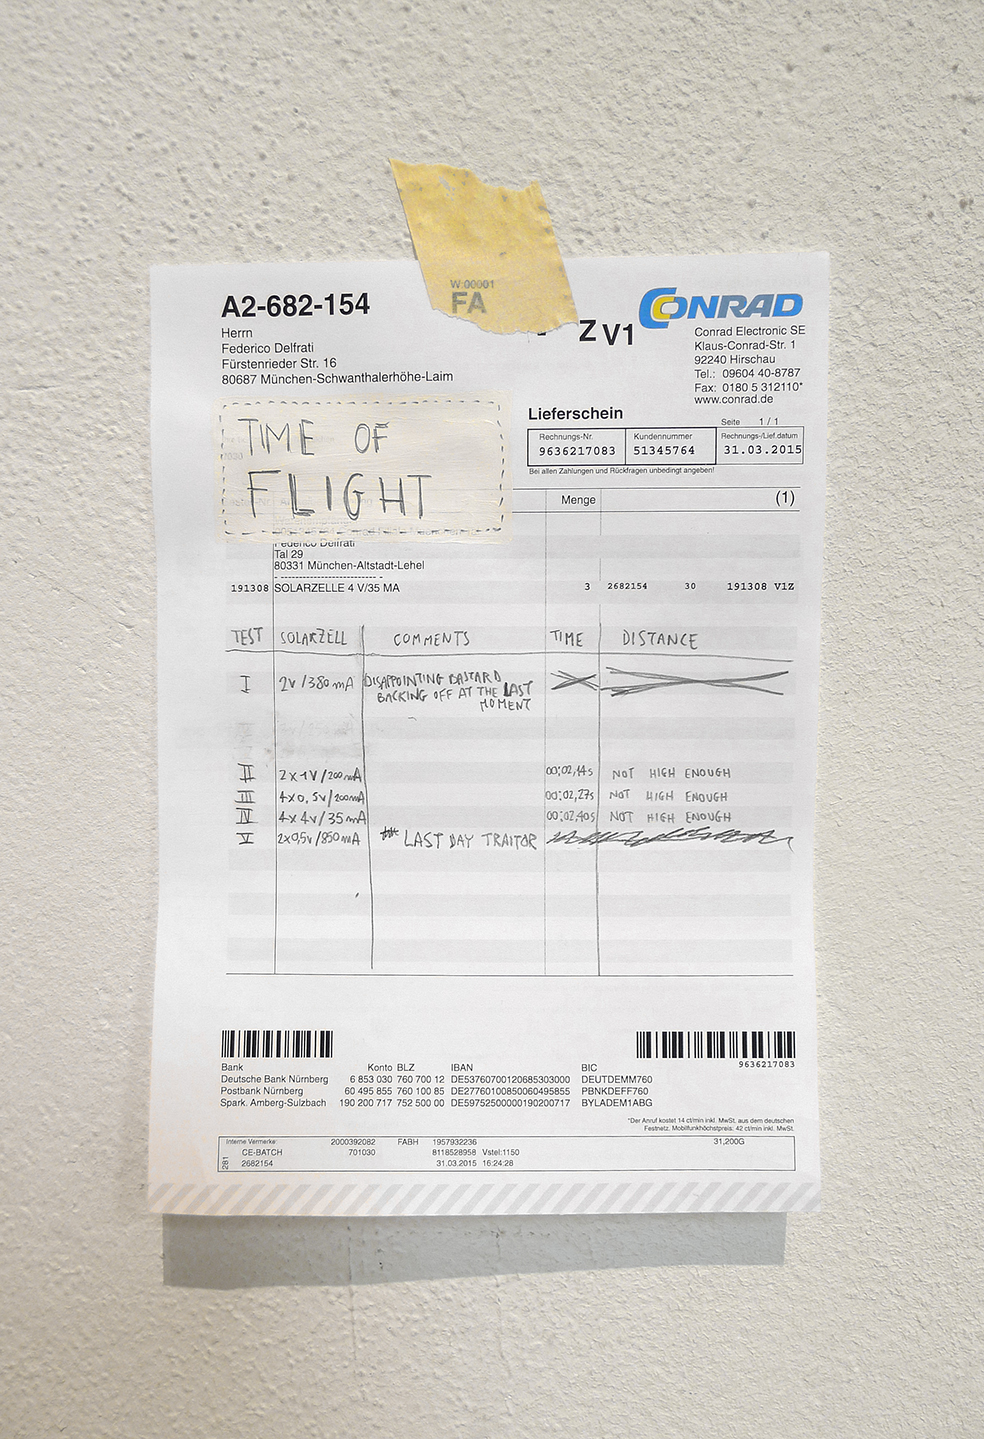 W:00001
FA
A2-682-154
Z V1
CONRAD
Herrn
Federico Delfrati
Fürstenrieder Str. 16
80687 München-Schwanthalerhöhe-Laim
Conrad Electronic SE
Klaus-Conrad-Str. 1
92240 Hirschau
Tel.: 09604 40-8787
Fax: 0180 5 312110*
www.conrad.de
TIME OF
FLIGHT
Lieferschein
Seite 1 / 1
Rechnungs-Nr. Kundennummer Rechnungs-/Lief.datum
9636217083 51345764 31.03.2015
Bei allen Zahlungen und Rückfragen unbedingt angeben!
Menge (1)
Federico Delfrati
Tal 29
80331 München-Altstadt-Lehel
191308 SOLARZELLE 4 V/35 MA 3 2682154 30 191308 V1Z
TEST SOLARZELL COMMENTS TIME DISTANCE
I 2V/380mA DISAPPOINTING BASTARD
BACKING OFF AT THE LAST
MOMENT
II 2x1V/200mA 00:02,14s NOT HIGH ENOUGH
III 4x0,5V/200mA 00:02,27s NOT HIGH ENOUGH
IV 4x4V/35mA 00:02,40s NOT HIGH ENOUGH
V 2x0,5V/850mA LAST DAY TRAITOR
9636217083
Bank Konto BLZ IBAN BIC
Deutsche Bank Nürnberg 6 853 030 760 700 12 DE53760700120685303000 DEUTDEMM760
Postbank Nürnberg 60 495 855 760 100 85 DE27760100850060495855 PBNKDEFF760
Spark. Amberg-Sulzbach 190 200 717 752 500 00 DE59752500000190200717 BYLADEM1ABG
*Der Anruf kostet 14 ct/min inkl. MwSt. aus dem deutschen
Festnetz. Mobilfunkhöchstpreis: 42 ct/min inkl. MwSt.
Interne Vermerke: 2000392082 FABH 1957932236 31,200G
CE-BATCH 701030 8118528958 Vstel:1150
2682154 31.03.2015 16:24:28
281